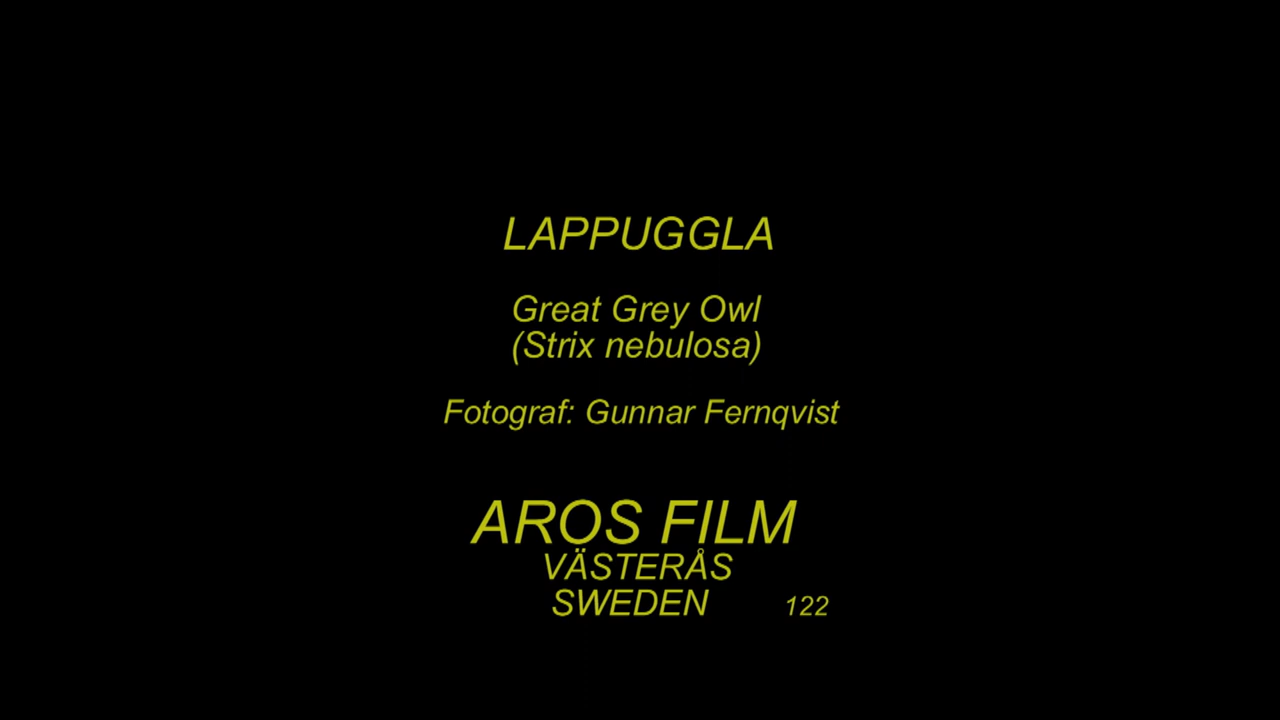 LAPPUGGLA
Great Grey Owl
(Strix nebulosa)
Fotograf: Gunnar Fernqvist
AROS FILM
VÄSTERÅS
SWEDEN 122